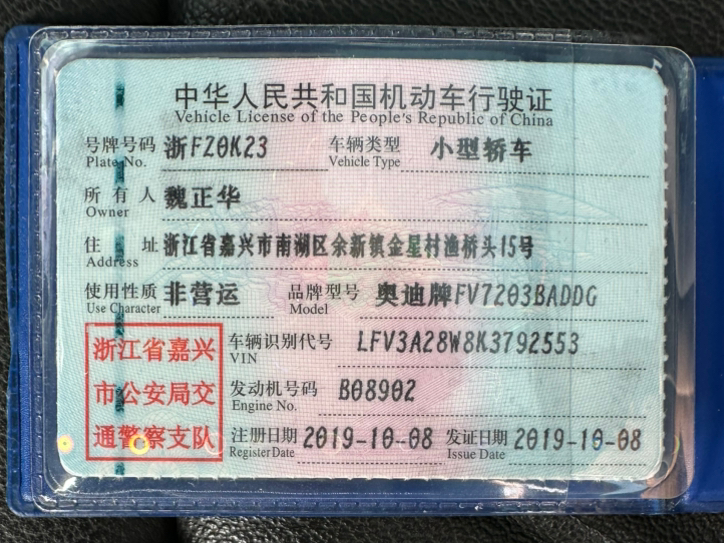 中华人民共和国机动车行驶证
Vehicle License of the People's Republic of China
号牌号码 浙FZ0K23 车辆类型 小型轿车
Plate No. Vehicle Type
所有人 魏正华
Owner
住址 浙江省嘉兴市南湖区余新镇金星村渔桥头15号
Address
使用性质 非营运 品牌型号 奥迪牌FV7203BADDG
Use Character Model
浙江省嘉兴
市公安局交
通警察支队
车辆识别代号 LFV3A28W8K3792553
VIN
发动机号码 B08902
Engine No.
注册日期 2019-10-08 发证日期 2019-10-08
Register Date Issue Date